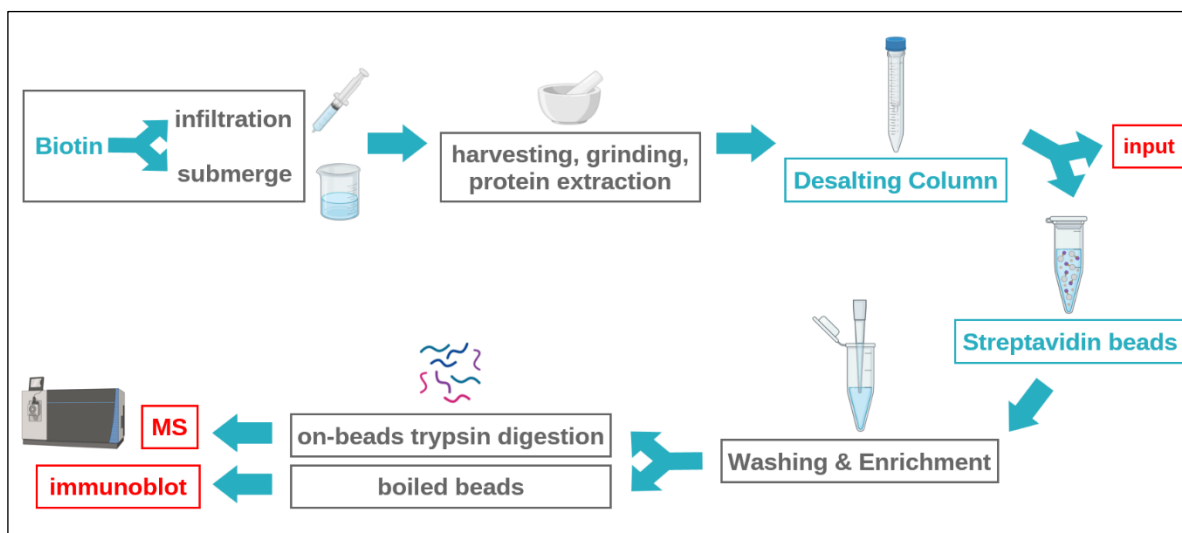 Biotin
infiltration
submerge
harvesting, grinding,
protein extraction
Desalting Column
input
Streptavidin beads
Washing & Enrichment
on-beads trypsin digestion
boiled beads
MS
immunoblot